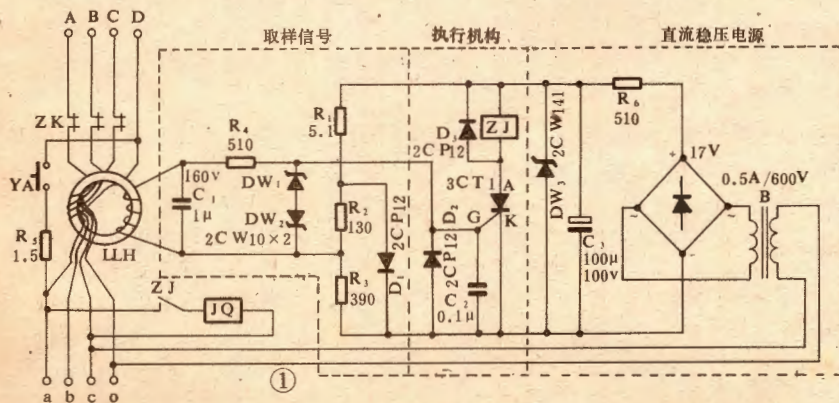 A B C D
取样信号
执行机构
直流稳压电源
ZK
YA
R₅
1.5
LLH
160v
C₁
1μ
R₄
510
DW₁
DW₂
2CW10×2
R₁
5.1
R₂
130
R₃
390
2CP12
D₁
D₃
2CP12
ZJ
3CT1
A
G
K
D₂
2CP12
C₂
0.1μ
2CW141
DW₃
C₃
100μ
100v
R₆
510
+
17V
~
~
-
0.5A/600V
B
ZJ
JQ
①
a b c o